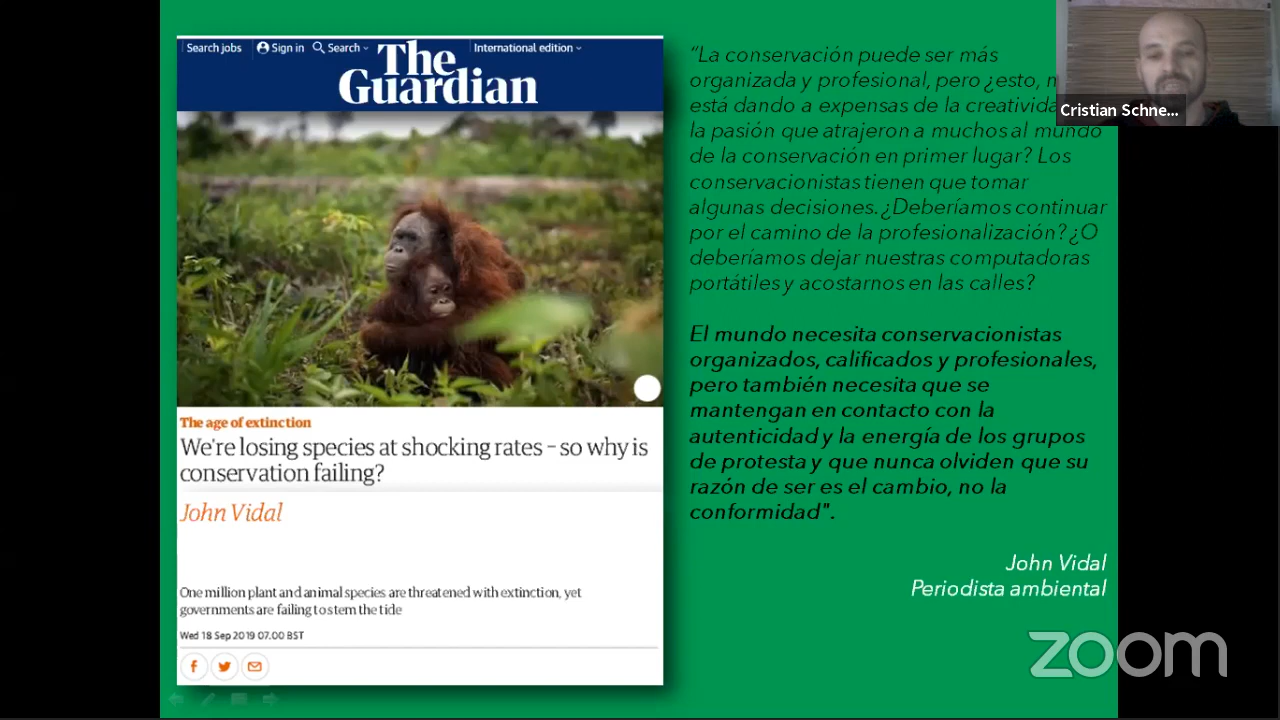 Search jobs
Sign in
Search
International edition
The
Guardian
The age of extinction
We're losing species at shocking rates – so why is
conservation failing?
John Vidal
One million plant and animal species are threatened with extinction, yet
governments are failing to stem the tide
Wed 18 Sep 2019 07.00 BST
“La conservación puede ser más
organizada y profesional, pero ¿esto,
está dando a expensas de la
la pasión que atrajeron a muchos al mundo
de la conservación en primer lugar? Los
conservacionistas tienen que tomar
algunas decisiones. ¿Deberíamos continuar
por el camino de la profesionalización? ¿O
deberíamos dejar nuestras computadoras
portátiles y acostarnos en las calles?
El mundo necesita conservacionistas
organizados, calificados y profesionales,
pero también necesita que se
mantengan en contacto con la
autenticidad y la energía de los grupos
de protesta y que nunca olviden que su
razón de ser es el cambio, no la
conformidad".
John Vidal
Periodista ambiental
Cristian Schne...
zoom